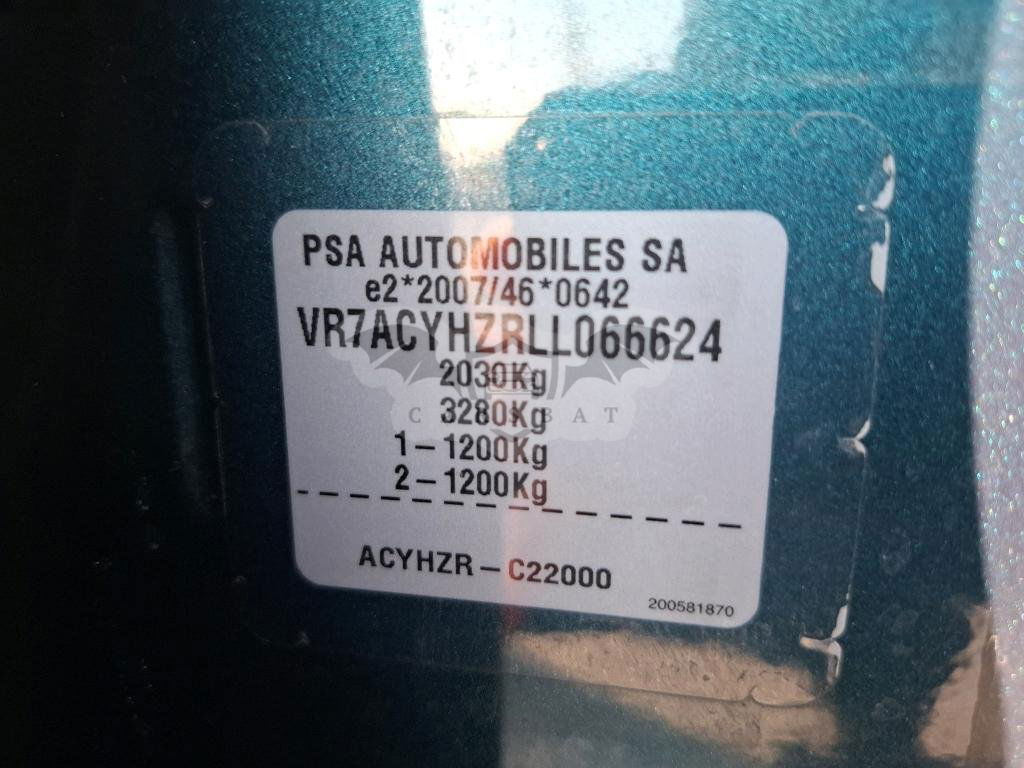 PSA AUTOMOBILES SA
e2*2007/46*0642
VR7ACYHZRLL066624
2030Kg
3280Kg
1-1200Kg
2-1200Kg
ACYHZR-C22000
200581870